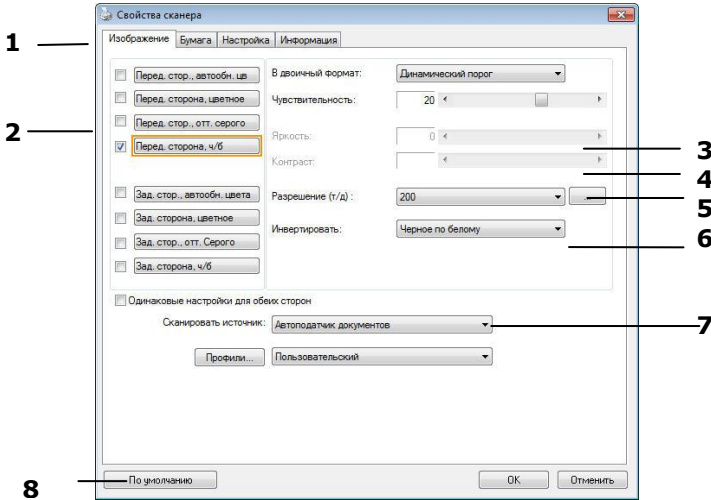 Свойства сканера
1
Изображение Бумага Настройка Информация
2
Перед. стор., автообн. цв
Перед. сторона, цветное
Перед. стор., отт. серого
Перед. сторона, ч/б
Зад. стор., автообн. цвета
Зад. сторона, цветное
Зад. стор., отт. Серого
Зад. сторона, ч/б
В двоичный формат: Динамический порог
Чувствительность: 20
Яркость: 0
Контраст:
Разрешение (т/д) : 200
Инвертировать: Черное по белому
3
4
5
6
Одинаковые настройки для обеих сторон
Сканировать источник: Автоподатчик документов
7
Профили... Пользовательский
8
По умолчанию OK Отменить